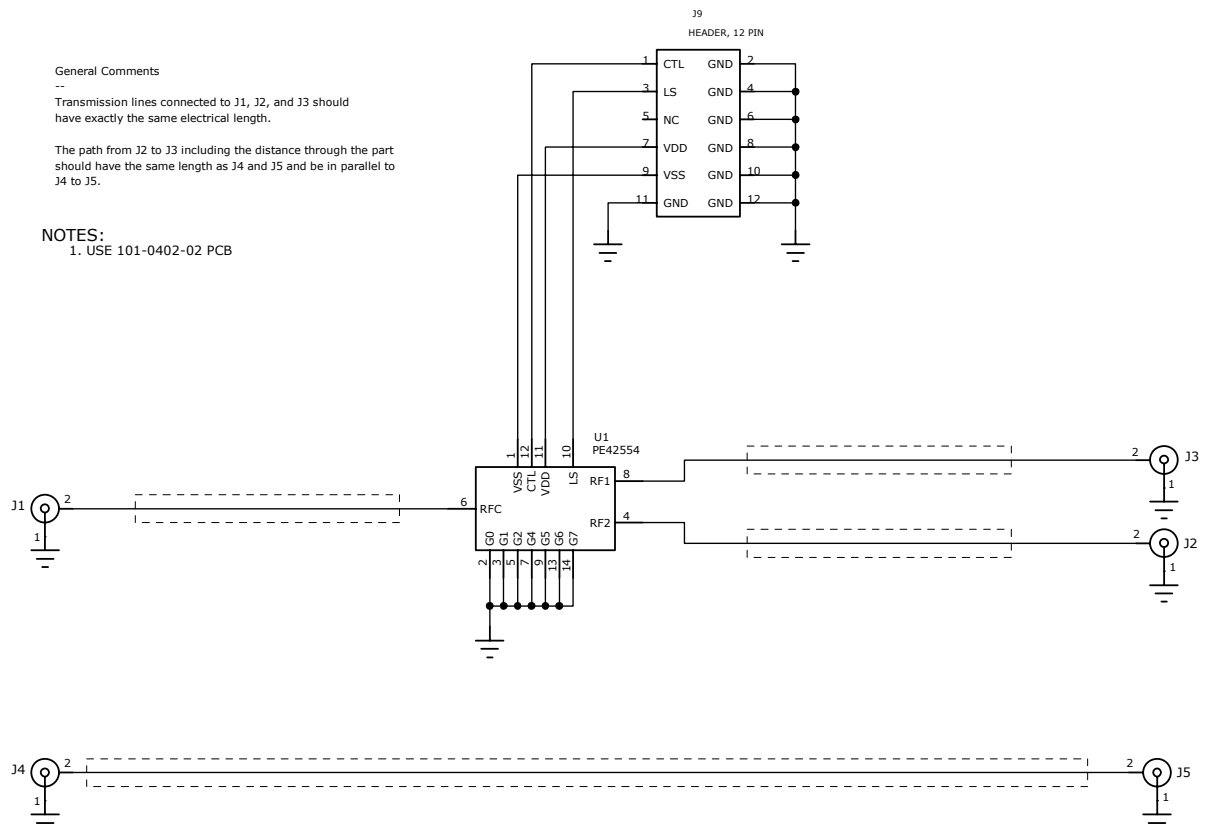 J9
HEADER, 12 PIN
General Comments
--
Transmission lines connected to J1, J2, and J3 should
have exactly the same electrical length.
The path from J2 to J3 including the distance through the part
should have the same length as J4 and J5 and be in parallel to
J4 to J5.
NOTES:
1. USE 101-0402-02 PCB
1 CTL GND 2
3 LS GND 4
5 NC GND 6
7 VDD GND 8
9 VSS GND 10
11 GND GND 12
U1
PE42554
1 12 11 10
VSS CTL VDD LS
RF1 8
RF2 4
6 RFC
G0 G1 G2 G4 G5 G6 G7
2 3 5 7 9 13 14
J1 2
1
2 J3
1
2 J2
1
J4 2
1
2 J5
1